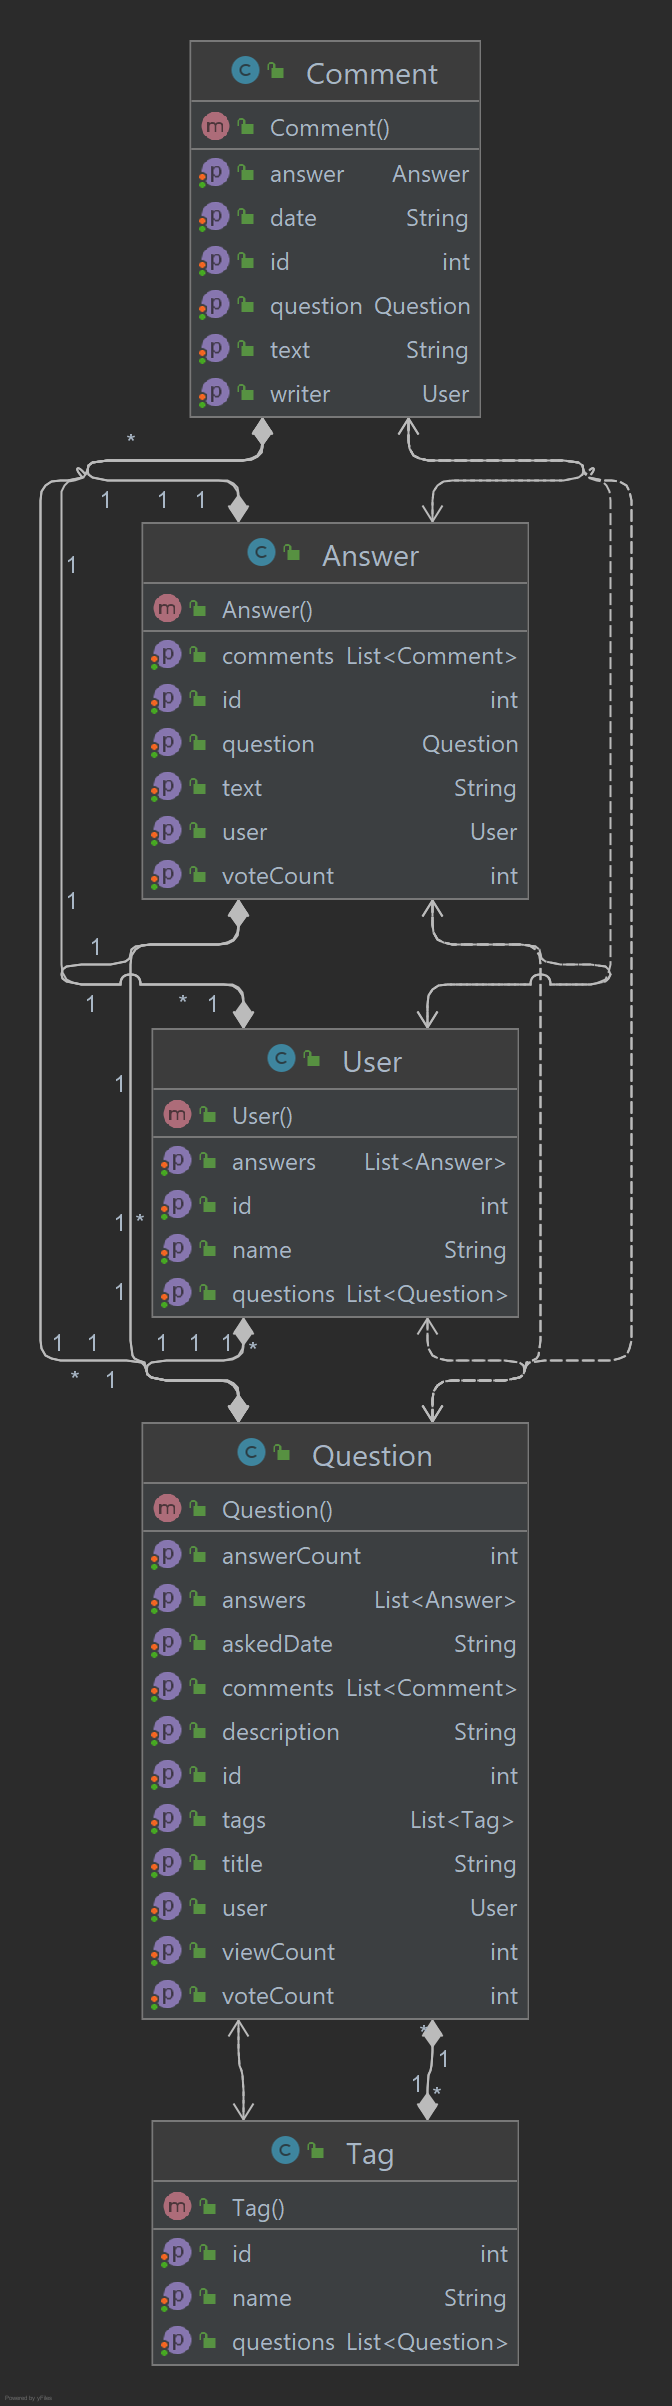 Comment
Comment()
answer Answer
date String
id int
question Question
text String
writer User
*
1 1 1
1
Answer
Answer()
comments List<Comment>
id int
question Question
text String
user User
voteCount int
1
1
1 * 1
User
1
User()
answers List<Answer>
id int
1 *
name String
questions List<Question>
1
1 1 1 1 1 *
* 1
Question
Question()
answerCount int
answers List<Answer>
askedDate String
comments List<Comment>
description String
id int
tags List<Tag>
title String
user User
viewCount int
voteCount int
*
1
1 *
Tag
Tag()
id int
name String
questions List<Question>
Powered by yFiles